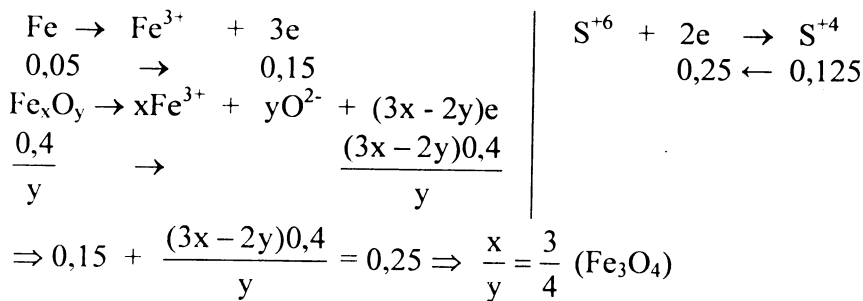 Fe → Fe³⁺ + 3e
0,05 → 0,15
FeₓOᵧ → xFe³⁺ + yO²⁻ + (3x - 2y)e
0,4/y → (3x – 2y)0,4/y
S⁺⁶ + 2e → S⁺⁴
0,25 ← 0,125
⇒ 0,15 + (3x – 2y)0,4/y = 0,25 ⇒ x/y = 3/4 (Fe₃O₄)